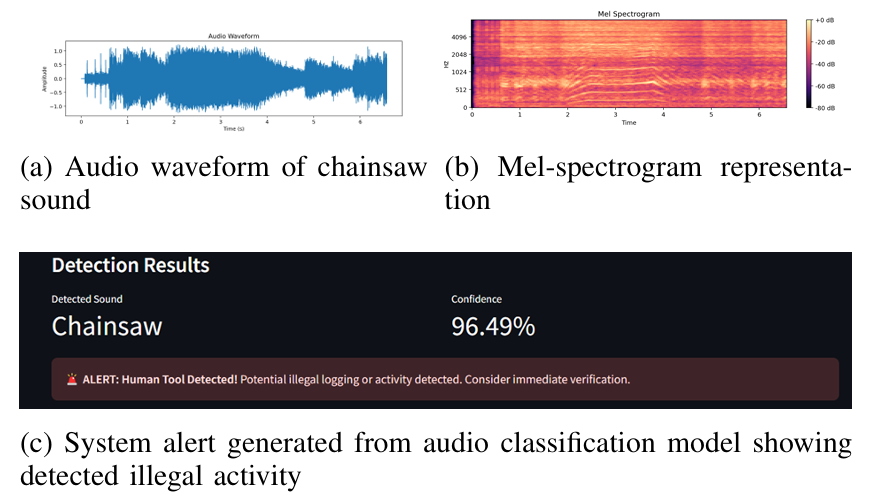 Audio Waveform
1.0
0.5
0.0
−0.5
−1.0
Amplitude
0 1 2 3 4 5 6
Time (s)
Mel Spectrogram
4096
2048
1024
512
0
Hz
0 1 2 3 4 5 6
Time
+0 dB
-20 dB
-40 dB
-60 dB
-80 dB
(a) Audio waveform of chainsaw
sound
(b) Mel-spectrogram representa-
tion
Detection Results
Detected Sound
Chainsaw
Confidence
96.49%
🚨 ALERT: Human Tool Detected! Potential illegal logging or activity detected. Consider immediate verification.
(c) System alert generated from audio classification model showing
detected illegal activity